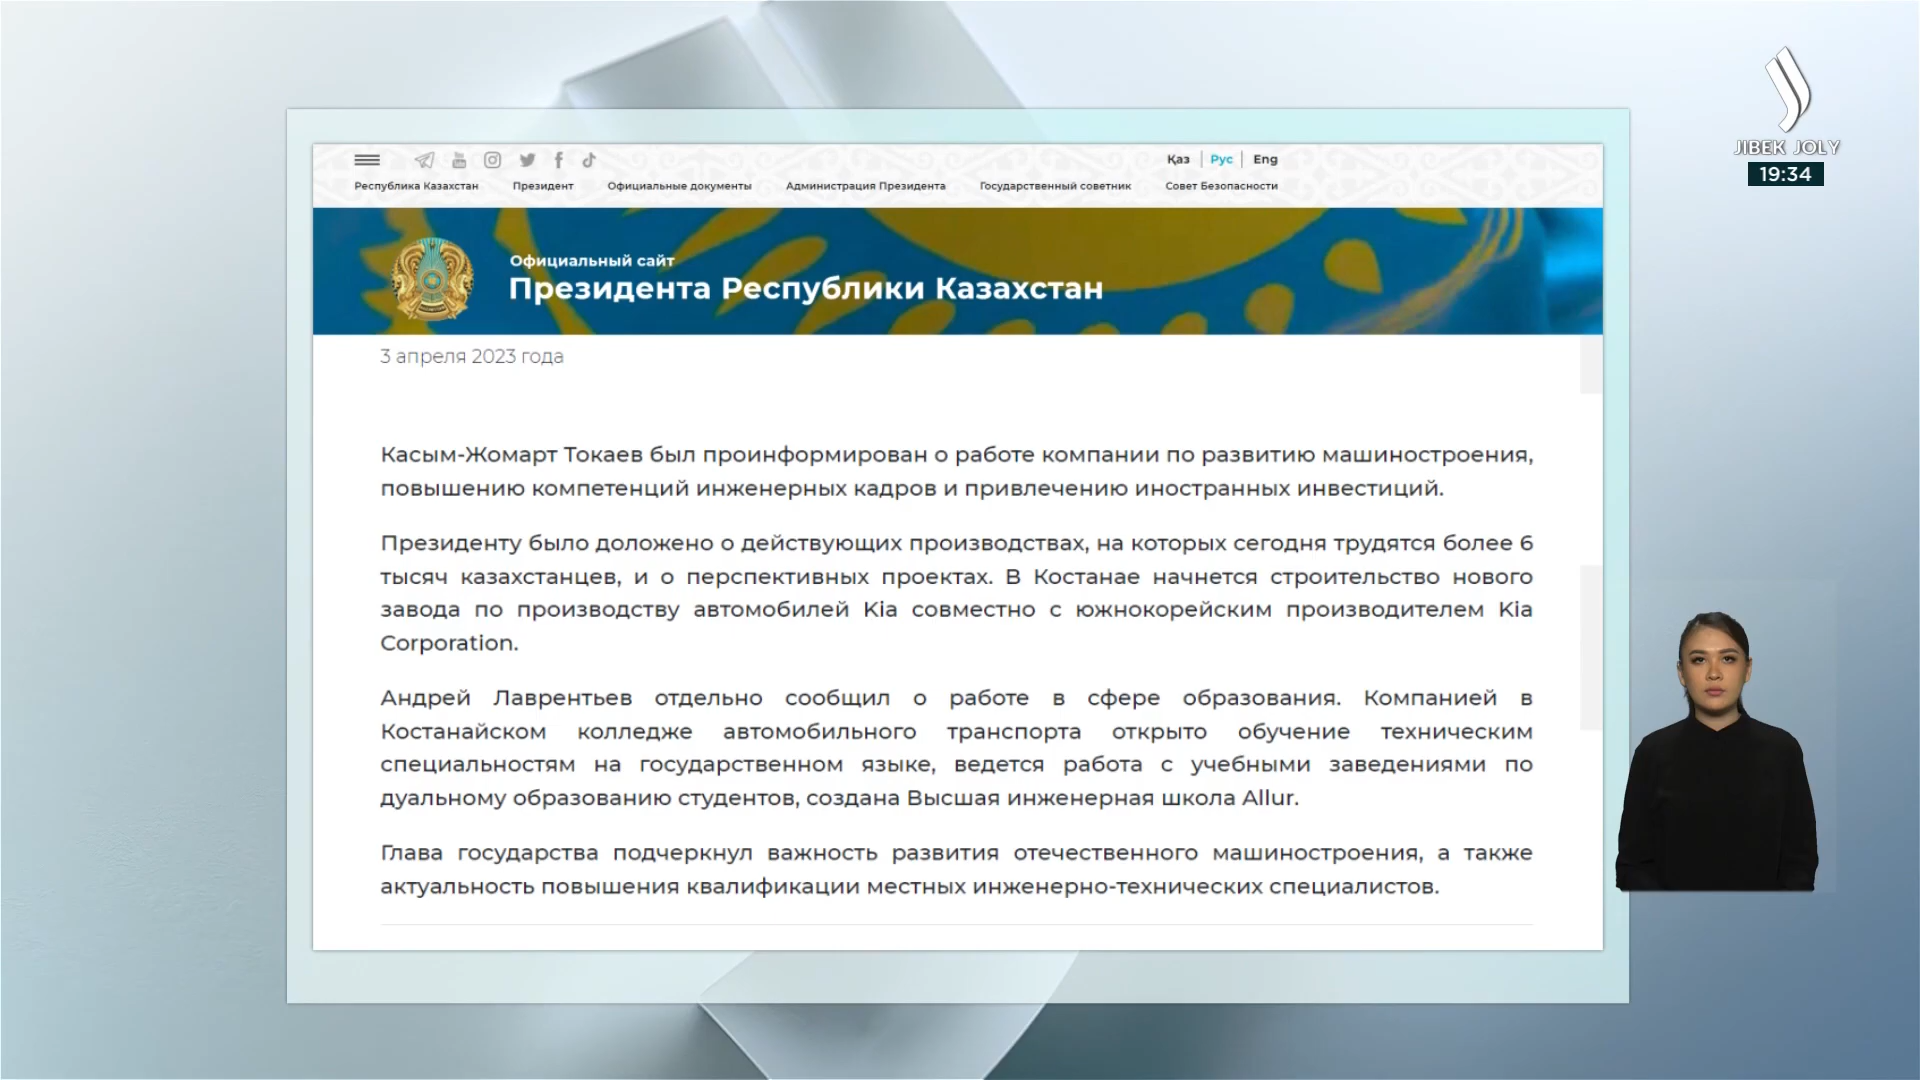 JIBEK JOLY
19:34
Қаз | Рус | Eng
Республика Казахстан Президент Официальные документы Администрация Президента Государственный советник Совет Безопасности
Официальный сайт
Президента Республики Казахстан
3 апреля 2023 года
Касым-Жомарт Токаев был проинформирован о работе компании по развитию машиностроения,
повышению компетенций инженерных кадров и привлечению иностранных инвестиций.
Президенту было доложено о действующих производствах, на которых сегодня трудятся более 6
тысяч казахстанцев, и о перспективных проектах. В Костанае начнется строительство нового
завода по производству автомобилей Kia совместно с южнокорейским производителем Kia
Corporation.
Андрей Лаврентьев отдельно сообщил о работе в сфере образования. Компанией в
Костанайском колледже автомобильного транспорта открыто обучение техническим
специальностям на государственном языке, ведется работа с учебными заведениями по
дуальному образованию студентов, создана Высшая инженерная школа Allur.
Глава государства подчеркнул важность развития отечественного машиностроения, а также
актуальность повышения квалификации местных инженерно-технических специалистов.